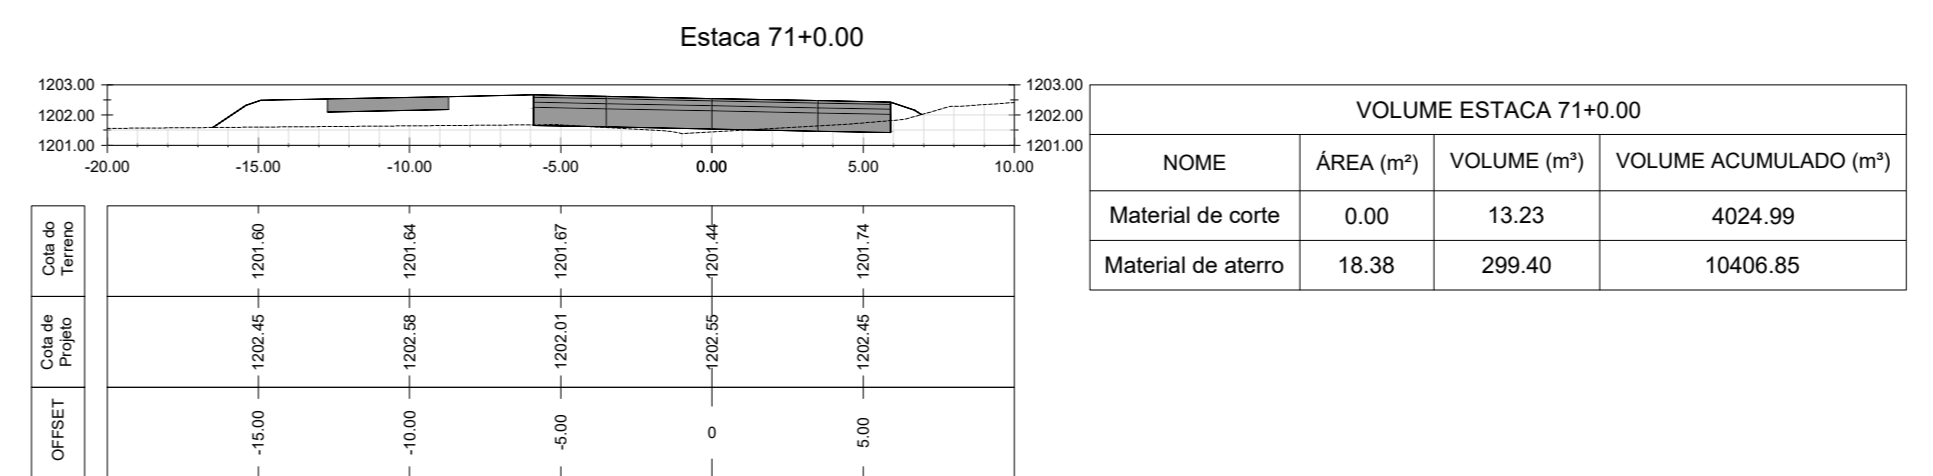 Estaca 71+0.00
1203.00
1202.00
1201.00
1203.00
1202.00
1201.00
-20.00 -15.00 -10.00 -5.00 0.00 5.00 10.00
Cota do
Terreno
1201.60 1201.64 1201.67 1201.44 1201.74
Cota de
Projeto
1202.45 1202.58 1202.01 1202.55 1202.45
OFFSET
-15.00 -10.00 -5.00 0 5.00
VOLUME ESTACA 71+0.00
NOME ÁREA (m²) VOLUME (m³) VOLUME ACUMULADO (m³)
Material de corte 0.00 13.23 4024.99
Material de aterro 18.38 299.40 10406.85